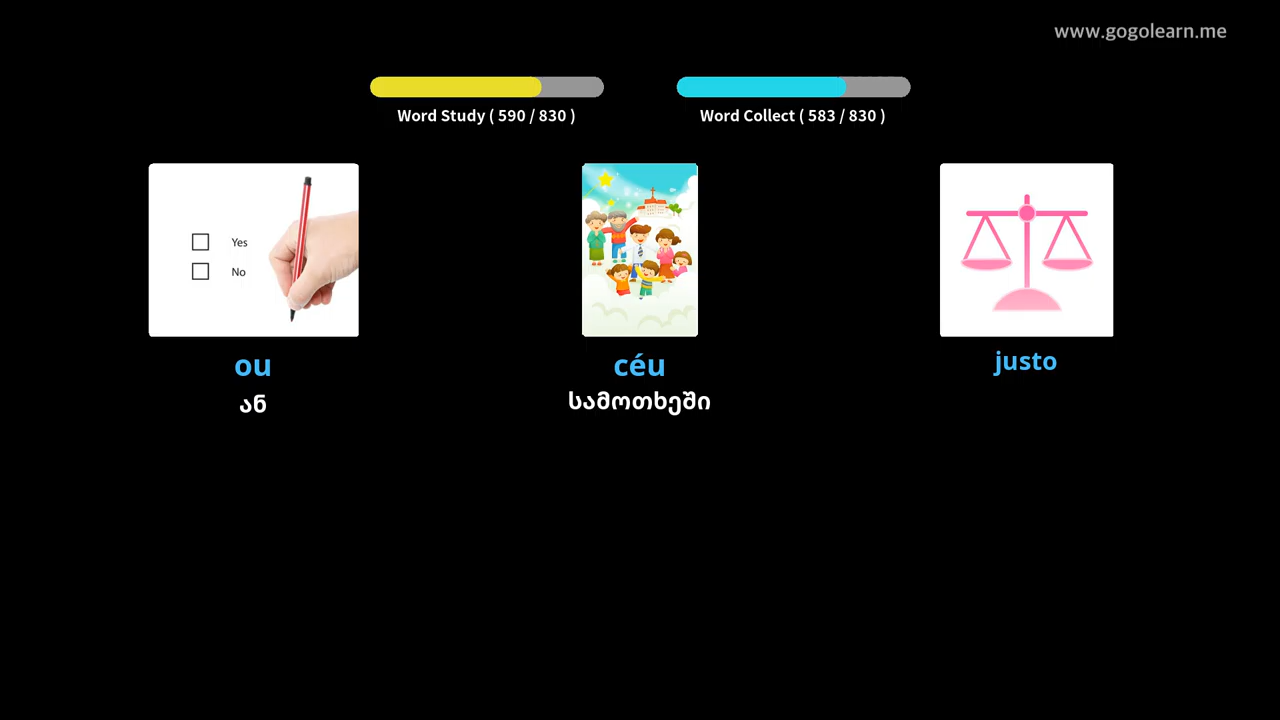 www.gogolearn.me
Word Study ( 590 / 830 )
Word Collect ( 583 / 830 )
Yes
No
ou
ან
céu
სამოთხეში
justo